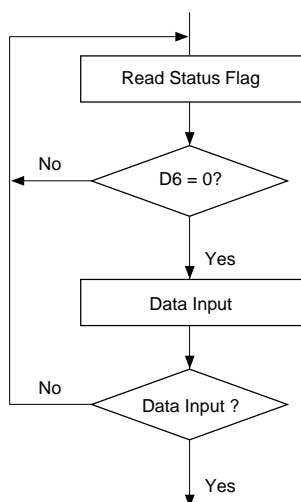 Read Status Flag
No
D6 = 0?
Yes
Data Input
No
Data Input ?
Yes